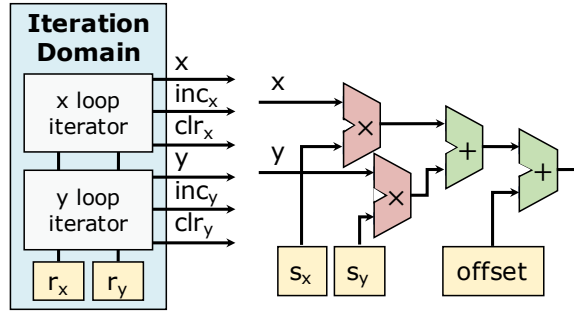 Iteration
Domain
x loop
iterator
y loop
iterator
r_x
r_y
x
inc_x
clr_x
y
inc_y
clr_y
x
y
×
×
+
+
s_x
s_y
offset